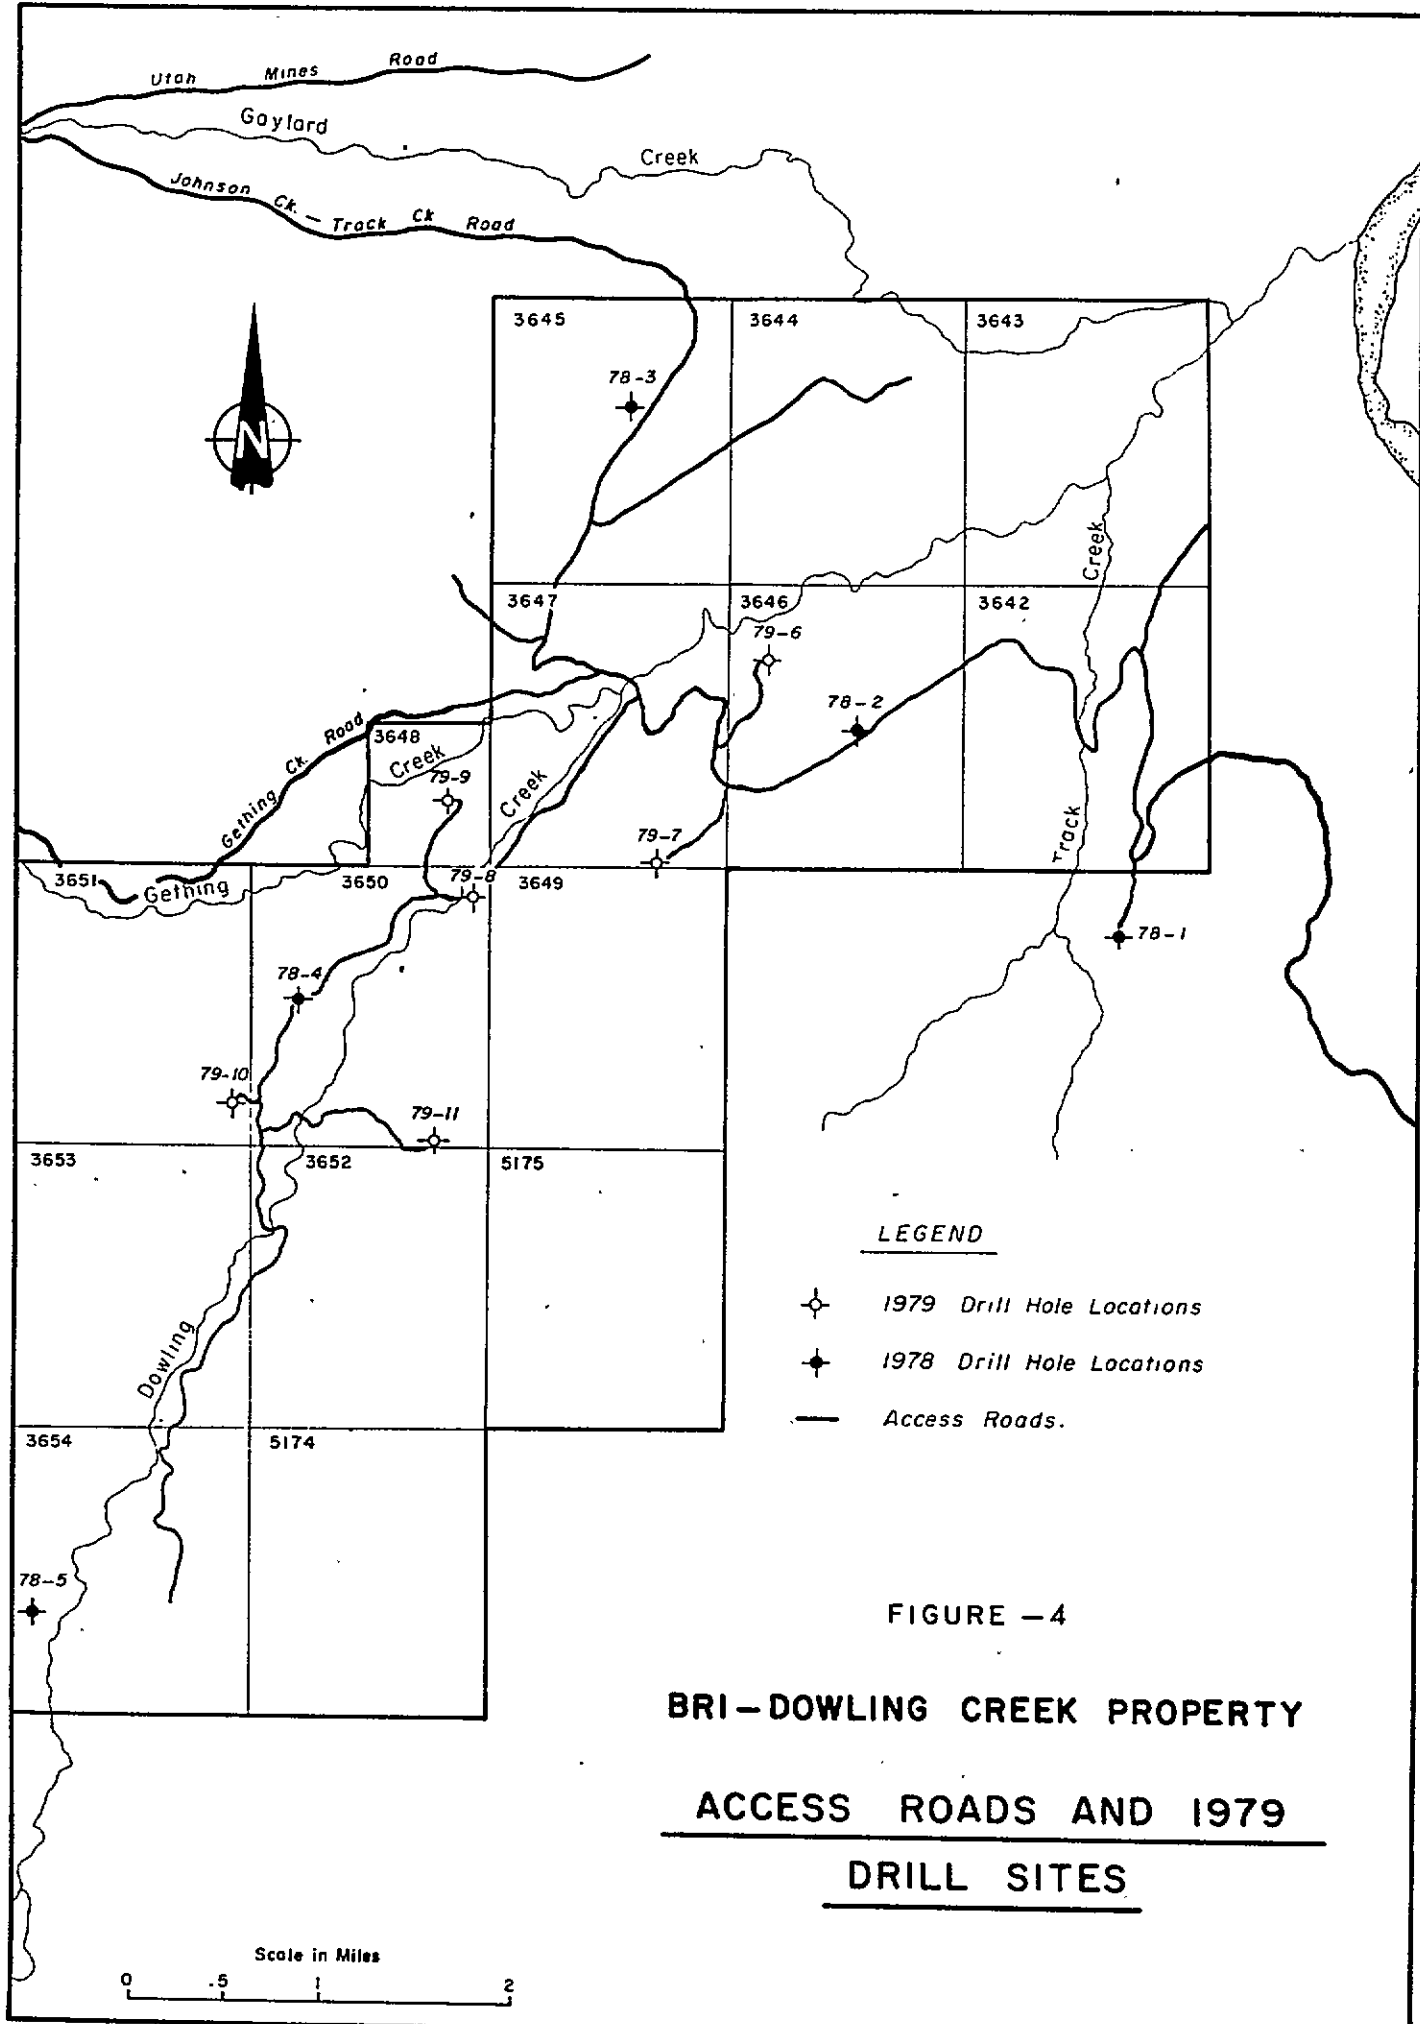 Utah Mines Road
Gaylard Creek
Johnson Ck. - Track Ck Road
N
3645
3644
3643
78-3
Creek
3647
3646
3642
79-6
78-2
Gething Ck. Road
3648
Creek
79-9
Creek
79-7
Track
3651
Gething
3650
79-8
3649
78-1
78-4
79-10
79-11
3653
3652
5175
LEGEND
1979 Drill Hole Locations
1978 Drill Hole Locations
Access Roads.
Dowling
3654
5174
78-5
FIGURE - 4
BRI-DOWLING CREEK PROPERTY
ACCESS ROADS AND 1979
DRILL SITES
Scale in Miles
0 .5 1 2